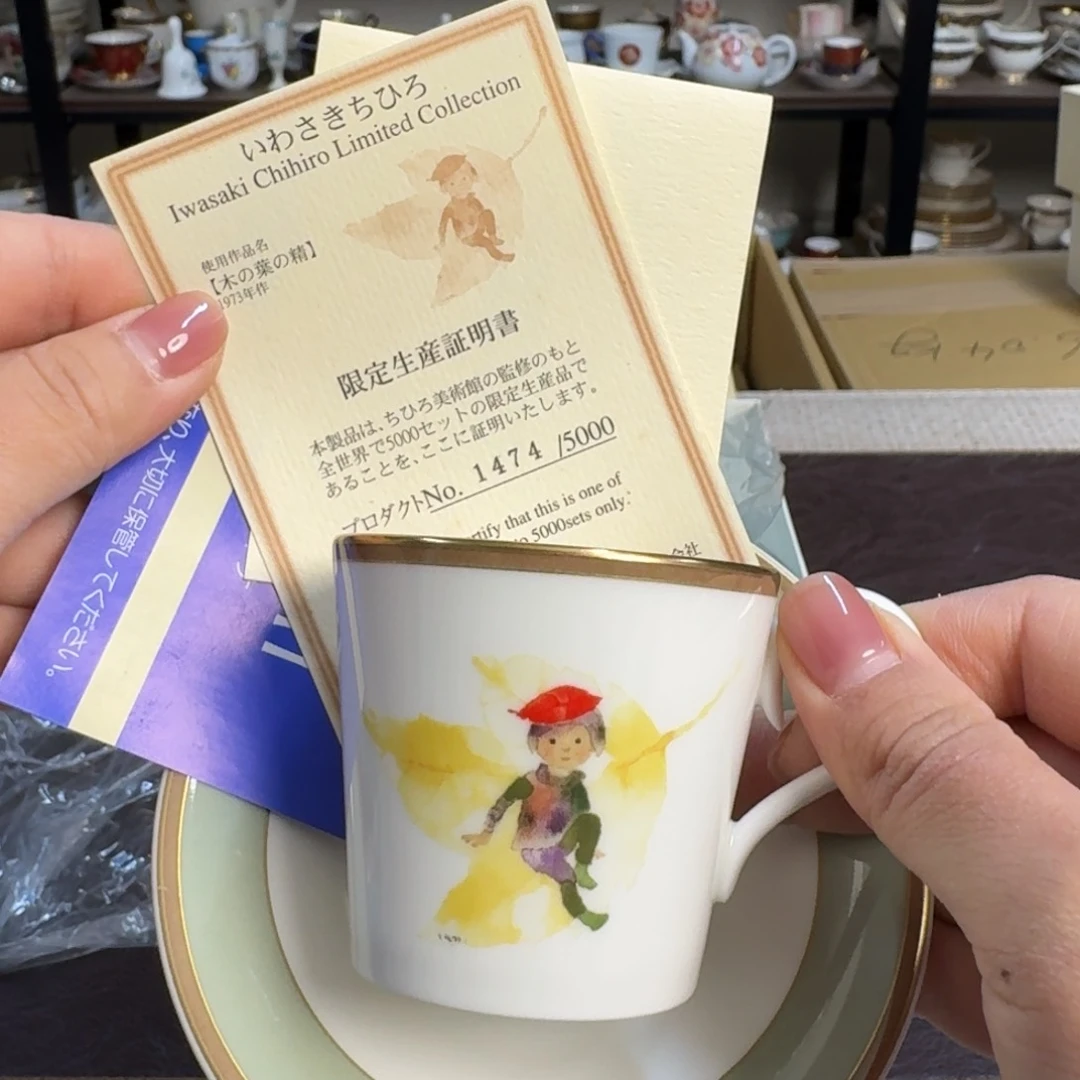 いわさきちひろ
Iwasaki Chihiro Limited Collection
使用作品名
【木の葉の精】
1973年作
限定生産証明書
本製品は、ちひろ美術館の監修のもと
全世界で5000セットの限定生産品で
あることを、ここに証明いたします。
プロダクトNo. 1474 /5000
that this is one of
5000sets only.
会社
大切に保管してください。